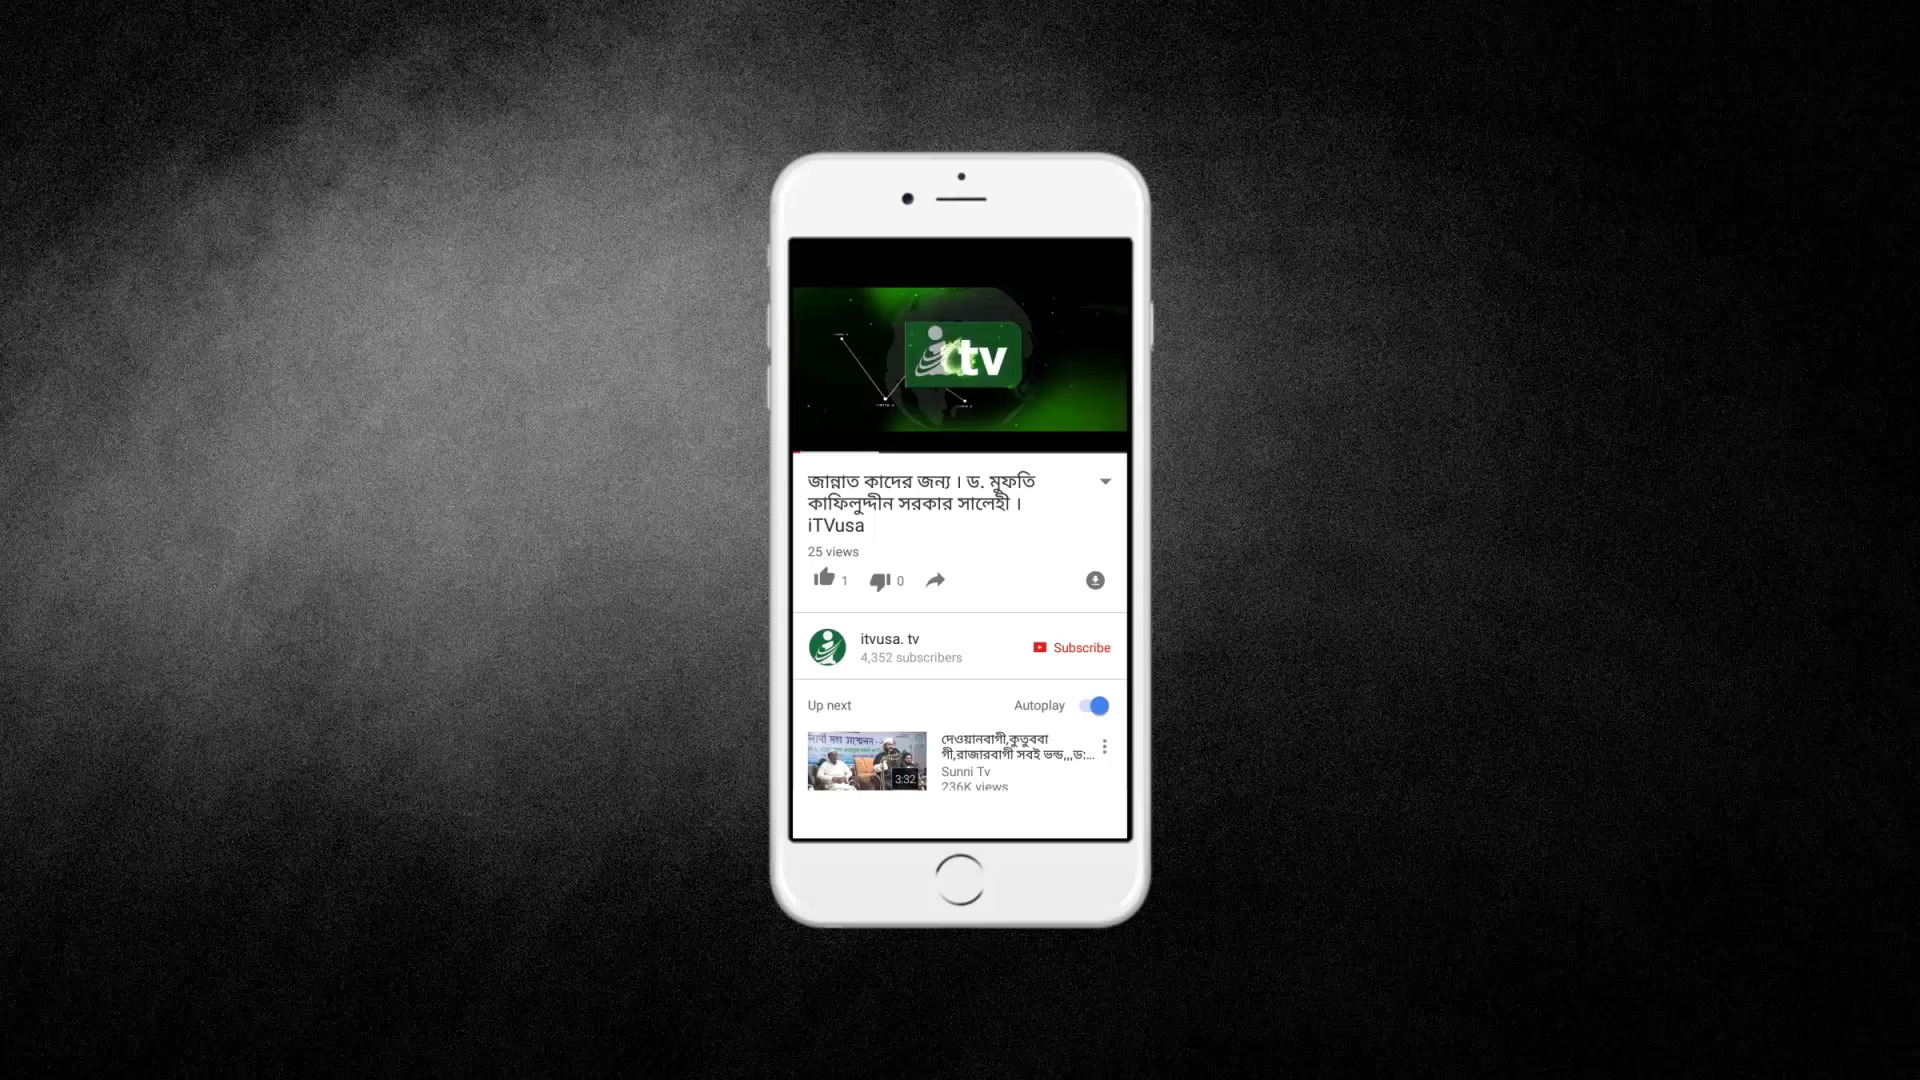 itv
জান্নাত কাদের জন্য । ড. মুফতি
কাফিলুদ্দীন সরকার সালেহী ।
iTVusa
25 views
1
0
itvusa. tv
4,352 subscribers
Subscribe
Up next
Autoplay
3:32
দেওয়ানবাগী,কুতুববা
গী,রাজারবাগী সবই ভন্ড,,,ড:...
Sunni Tv
236K views